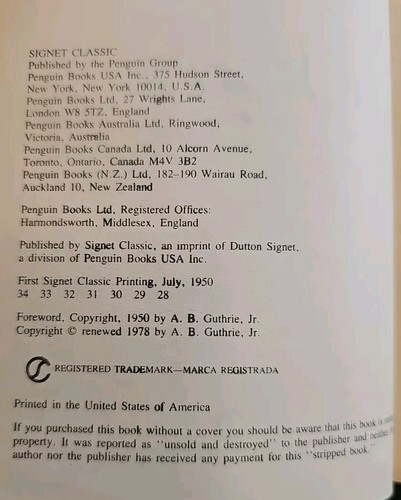 SIGNET CLASSIC
Published by the Penguin Group
Penguin Books USA Inc., 375 Hudson Street,
New York, New York 10014, U.S.A.
Penguin Books Ltd, 27 Wrights Lane,
London W8 5TZ, England
Penguin Books Australia Ltd, Ringwood,
Victoria, Australia
Penguin Books Canada Ltd, 10 Alcorn Avenue,
Toronto, Ontario, Canada M4V 3B2
Penguin Books (N.Z.) Ltd, 182–190 Wairau Road,
Auckland 10, New Zealand
Penguin Books Ltd, Registered Offices:
Harmondsworth, Middlesex, England
Published by Signet Classic, an imprint of Dutton Signet,
a division of Penguin Books USA Inc.
First Signet Classic Printing, July, 1950
34 33 32 31 30 29 28
Foreword, Copyright, 1950 by A. B. Guthrie, Jr.
Copyright © renewed 1978 by A. B. Guthrie, Jr.
REGISTERED TRADEMARK—MARCA REGISTRADA
Printed in the United States of America
If you purchased this book without a cover you should be aware that this book is
property. It was reported as "unsold and destroyed" to the publisher and neither
author nor the publisher has received any payment for this "stripped book."